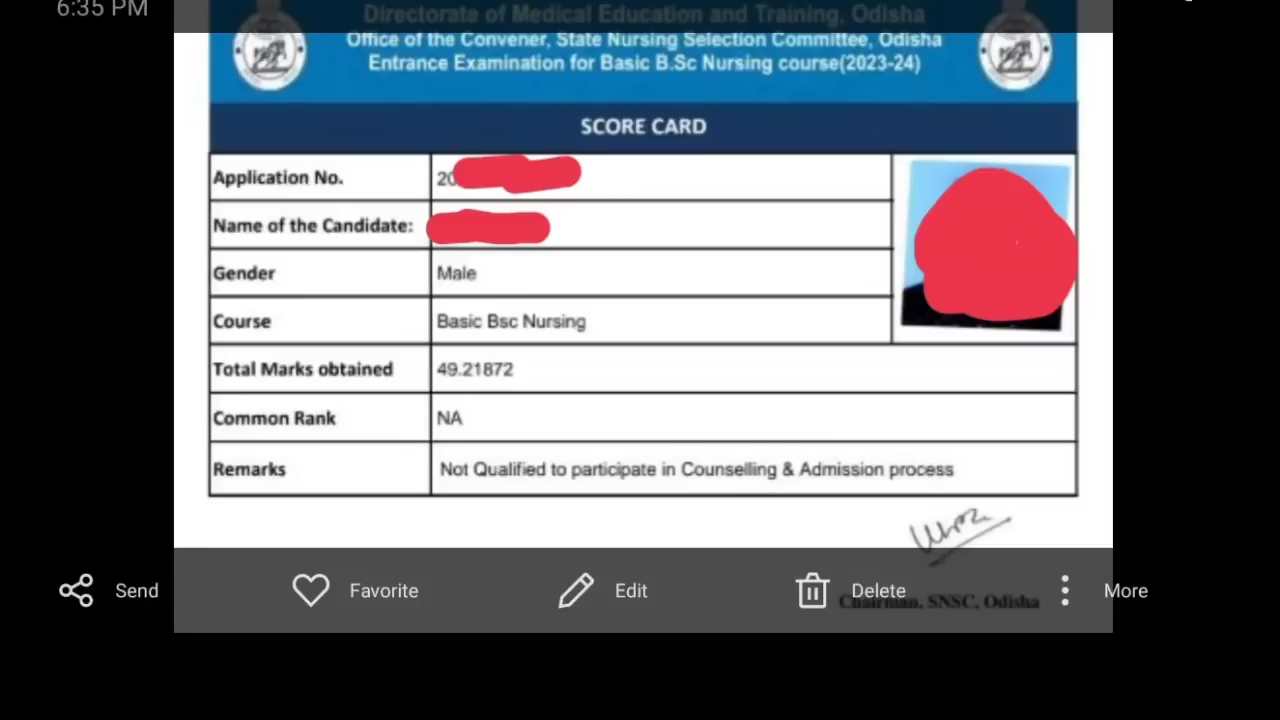 6:35 PM
Directorate of Medical Education and Training, Odisha
Office of the Convener, State Nursing Selection Committee, Odisha
Entrance Examination for Basic B.Sc Nursing course(2023-24)
SCORE CARD
Application No. 20
Name of the Candidate:
Gender Male
Course Basic Bsc Nursing
Total Marks obtained 49.21872
Common Rank NA
Remarks Not Qualified to participate in Counselling & Admission process
Chairman, SNSC, Odisha
Send Favorite Edit Delete More